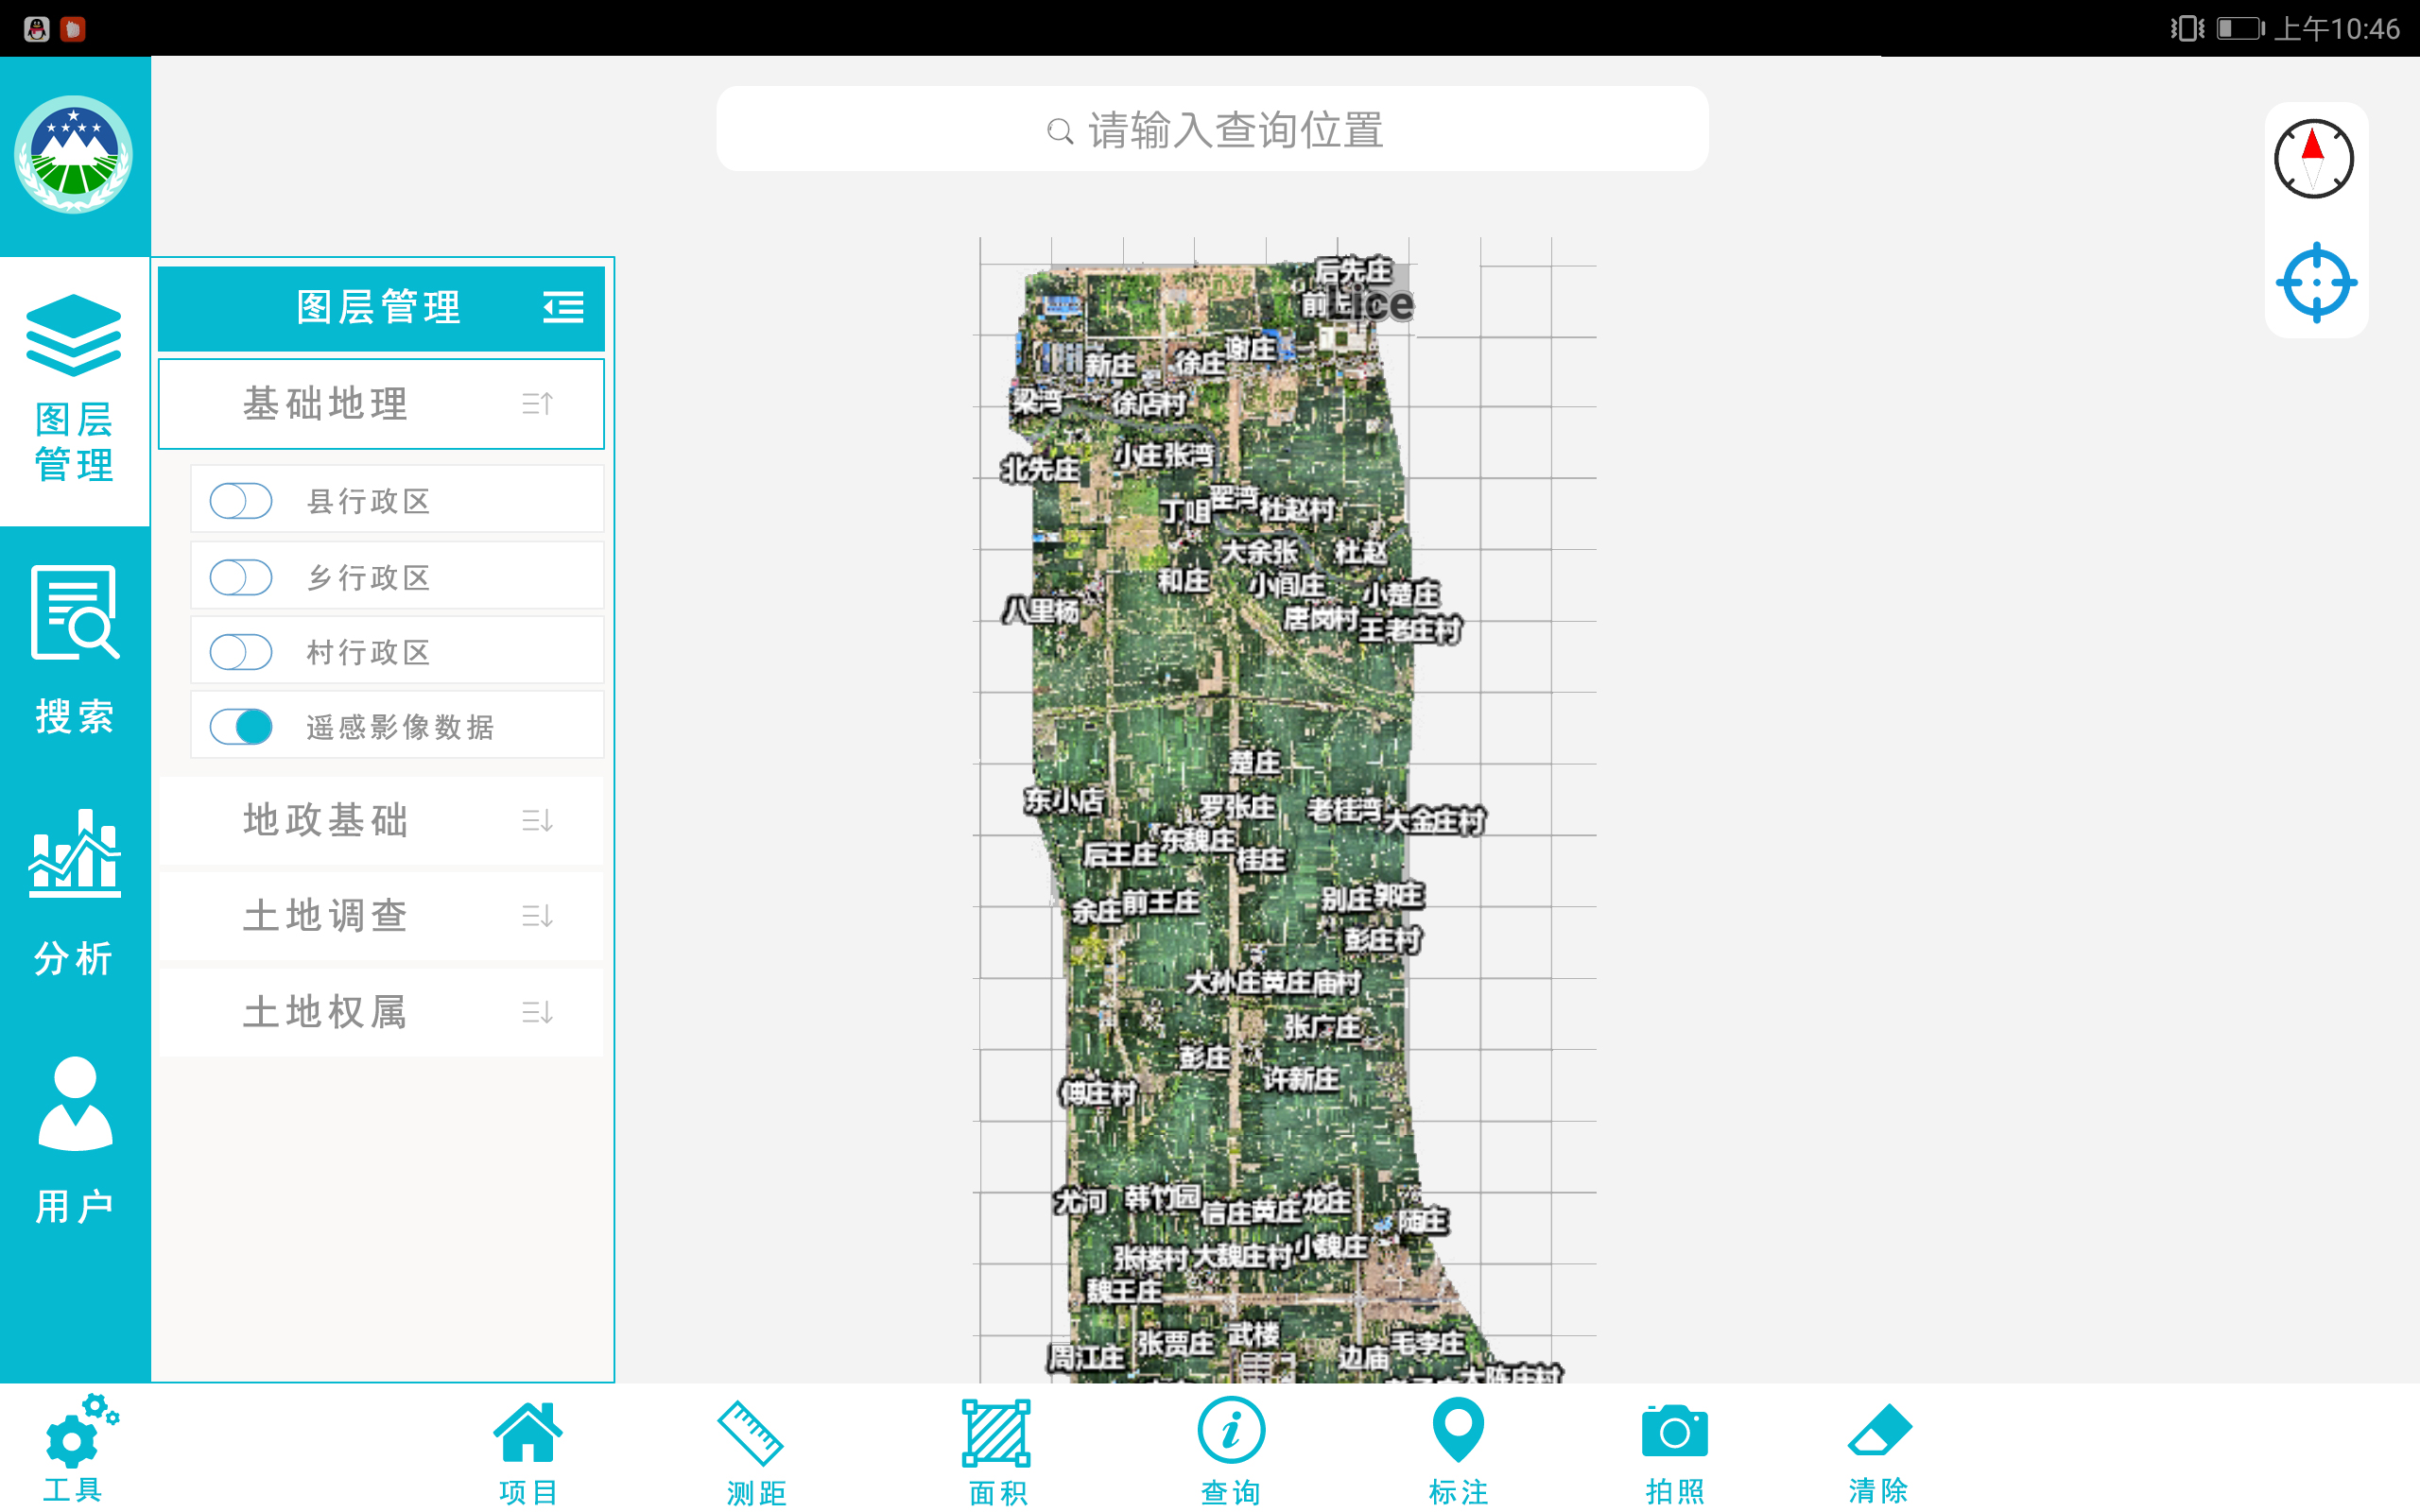 上午10:46
请输入查询位置
图层管理
图层
管理
搜索
分析
用户
基础地理
县行政区
乡行政区
村行政区
遥感影像数据
地政基础
土地调查
土地权属
后先庄
Lice
新庄
徐庄
谢庄
梁湾
徐店村
小庄
张湾
北先庄
丁咀
翟湾
杜赵村
大余张
杜赵
和庄
小闫庄
小楚庄
八里杨
唐岗村
王老庄村
楚庄
东小店
罗张庄
老桂湾
大金庄村
东魏庄
后王庄
桂庄
余庄
前王庄
别庄
郭庄
彭庄村
大孙庄
黄庄
庙村
张广庄
彭庄
许新庄
傅庄村
尤河
韩竹园
信庄
黄庄
龙庄
陆庄
张楼村
大魏庄村
小魏庄
魏王庄
张贾庄
武楼
毛李庄
周江庄
边庙
大陈庄村
工具
项目
测距
面积
查询
标注
拍照
清除